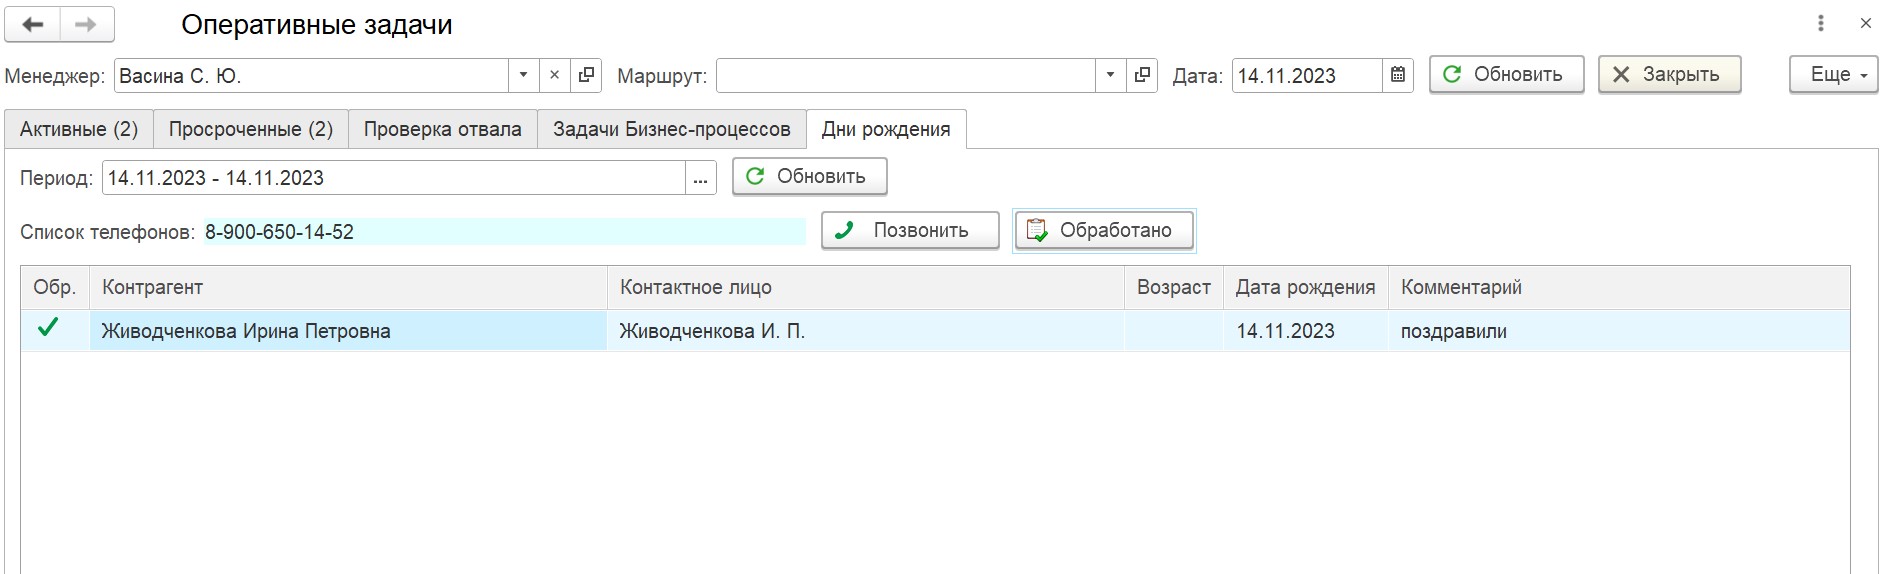 Оперативные задачи
Менеджер: Васина С. Ю. Маршрут: Дата: 14.11.2023 Обновить Закрыть Еще
Активные (2) Просроченные (2) Проверка отвала Задачи Бизнес-процессов Дни рождения
Период: 14.11.2023 - 14.11.2023 ... Обновить
Список телефонов: 8-900-650-14-52 Позвонить Обработано
Обр. Контрагент Контактное лицо Возраст Дата рождения Комментарий
Живодченкова Ирина Петровна Живодченкова И. П. 14.11.2023 поздравили